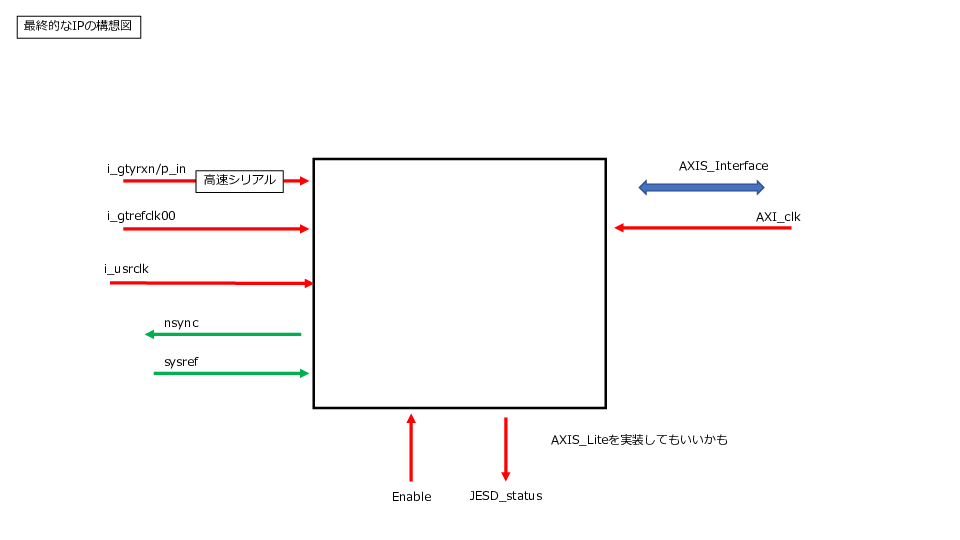 最終的なIPの構想図
i_gtyrxn/p_in
高速シリアル
AXIS_Interface
i_gtrefclk00
AXI_clk
i_usrclk
nsync
sysref
AXIS_Liteを実装してもいいかも
Enable
JESD_status